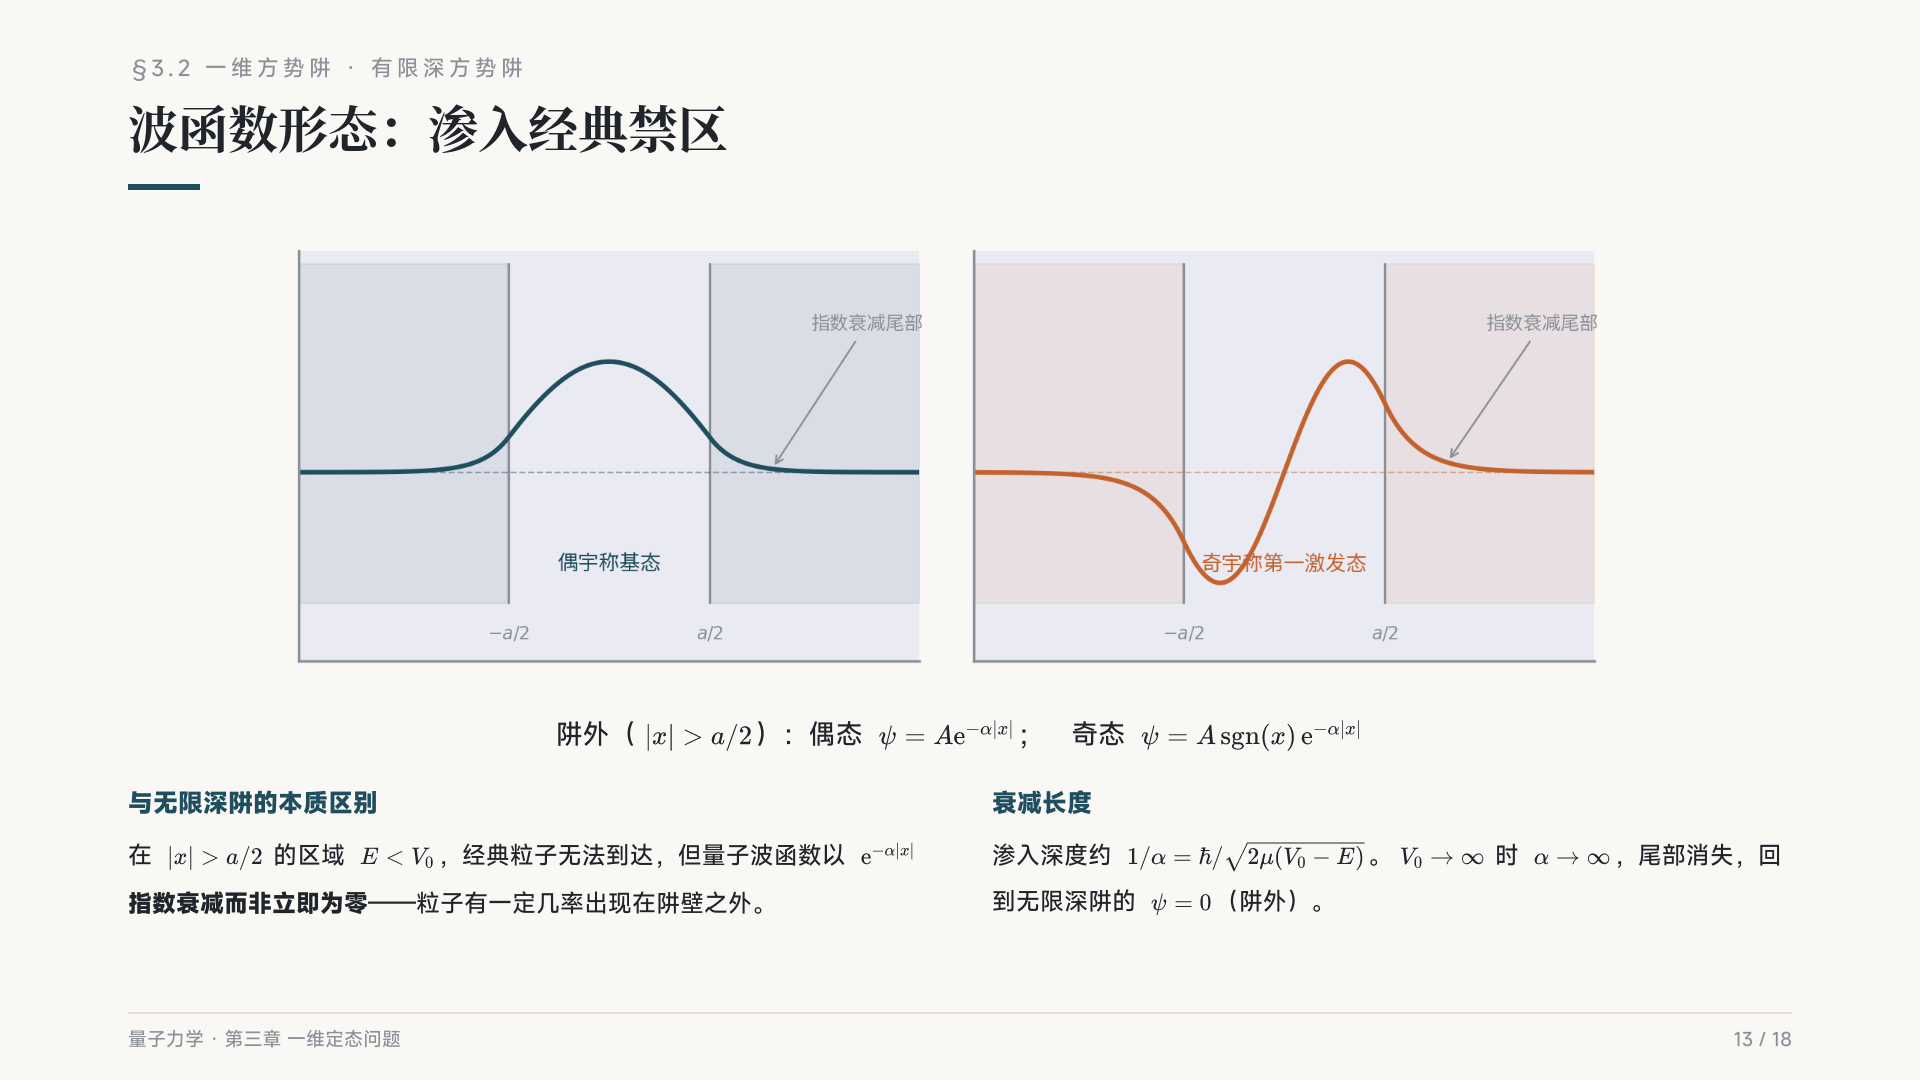 §3.2 一维方势阱 · 有限深方势阱
波函数形态：渗入经典禁区
指数衰减尾部
偶宇称基态
−a/2
a/2
指数衰减尾部
奇宇称第一激发态
−a/2
a/2
阱外（ |x| > a/2）：偶态 ψ = Ae^{−α|x|}； 奇态 ψ = A sgn(x) e^{−α|x|}
与无限深阱的本质区别
在 |x| > a/2 的区域 E < V₀，经典粒子无法到达，但量子波函数以 e^{−α|x|}
指数衰减而非立即为零——粒子有一定几率出现在阱壁之外。
衰减长度
渗入深度约 1/α = ħ/√(2μ(V₀ − E))。 V₀ → ∞ 时 α → ∞，尾部消失，回
到无限深阱的 ψ = 0（阱外）。
量子力学 · 第三章 一维定态问题
13 / 18